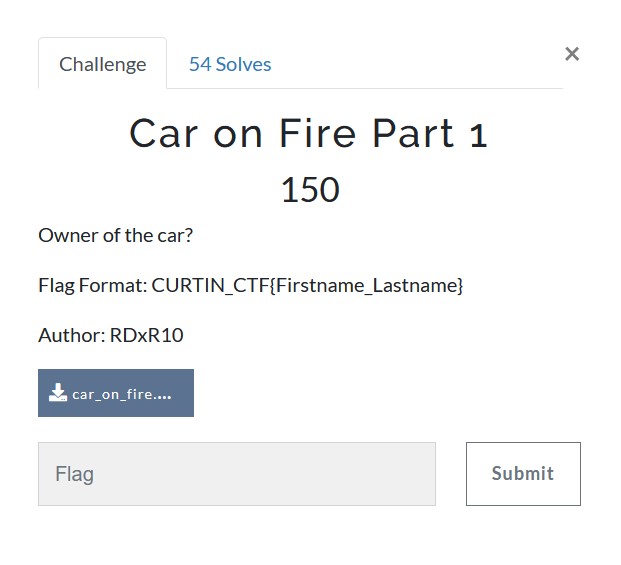 Challenge
54 Solves
×
Car on Fire Part 1
150
Owner of the car?
Flag Format: CURTIN_CTF{Firstname_Lastname}
Author: RDxR10
car_on_fire....
Flag
Submit